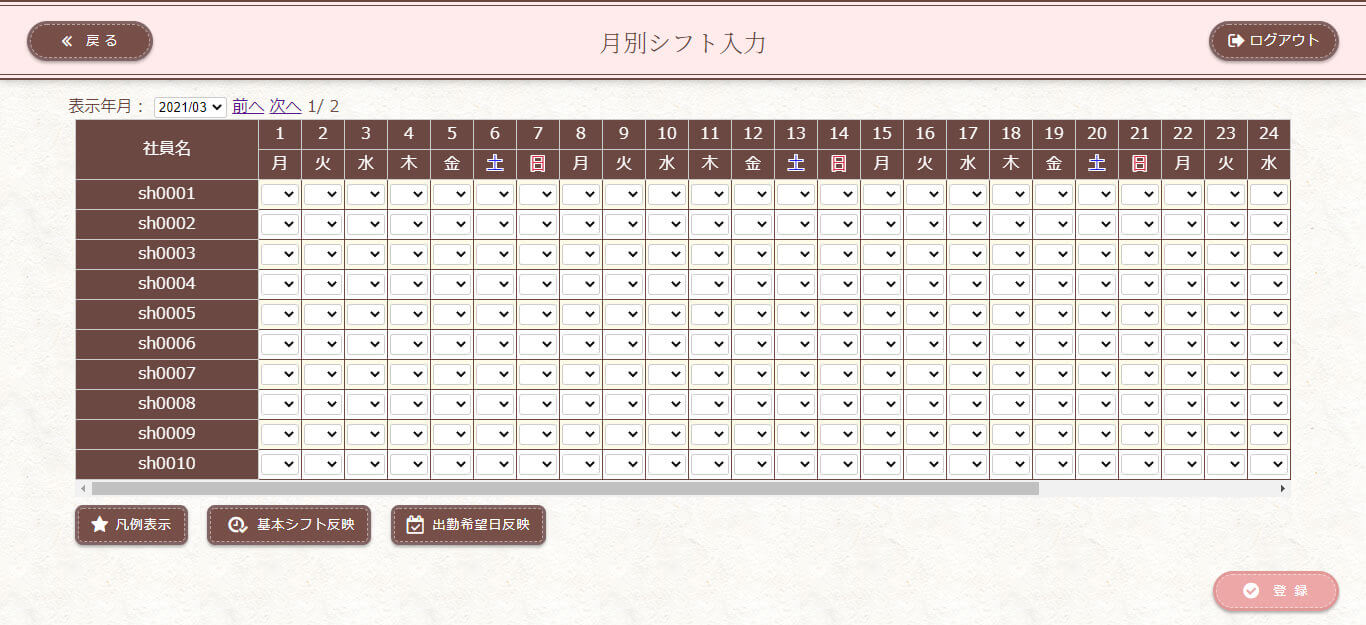 戻る
月別シフト入力
ログアウト
表示年月： 2021/03 前へ 次へ 1/ 2
社員名 1 2 3 4 5 6 7 8 9 10 11 12 13 14 15 16 17 18 19 20 21 22 23 24
月 火 水 木 金 土 日 月 火 水 木 金 土 日 月 火 水 木 金 土 日 月 火 水
sh0001
sh0002
sh0003
sh0004
sh0005
sh0006
sh0007
sh0008
sh0009
sh0010
凡例表示 基本シフト反映 出勤希望日反映
登録